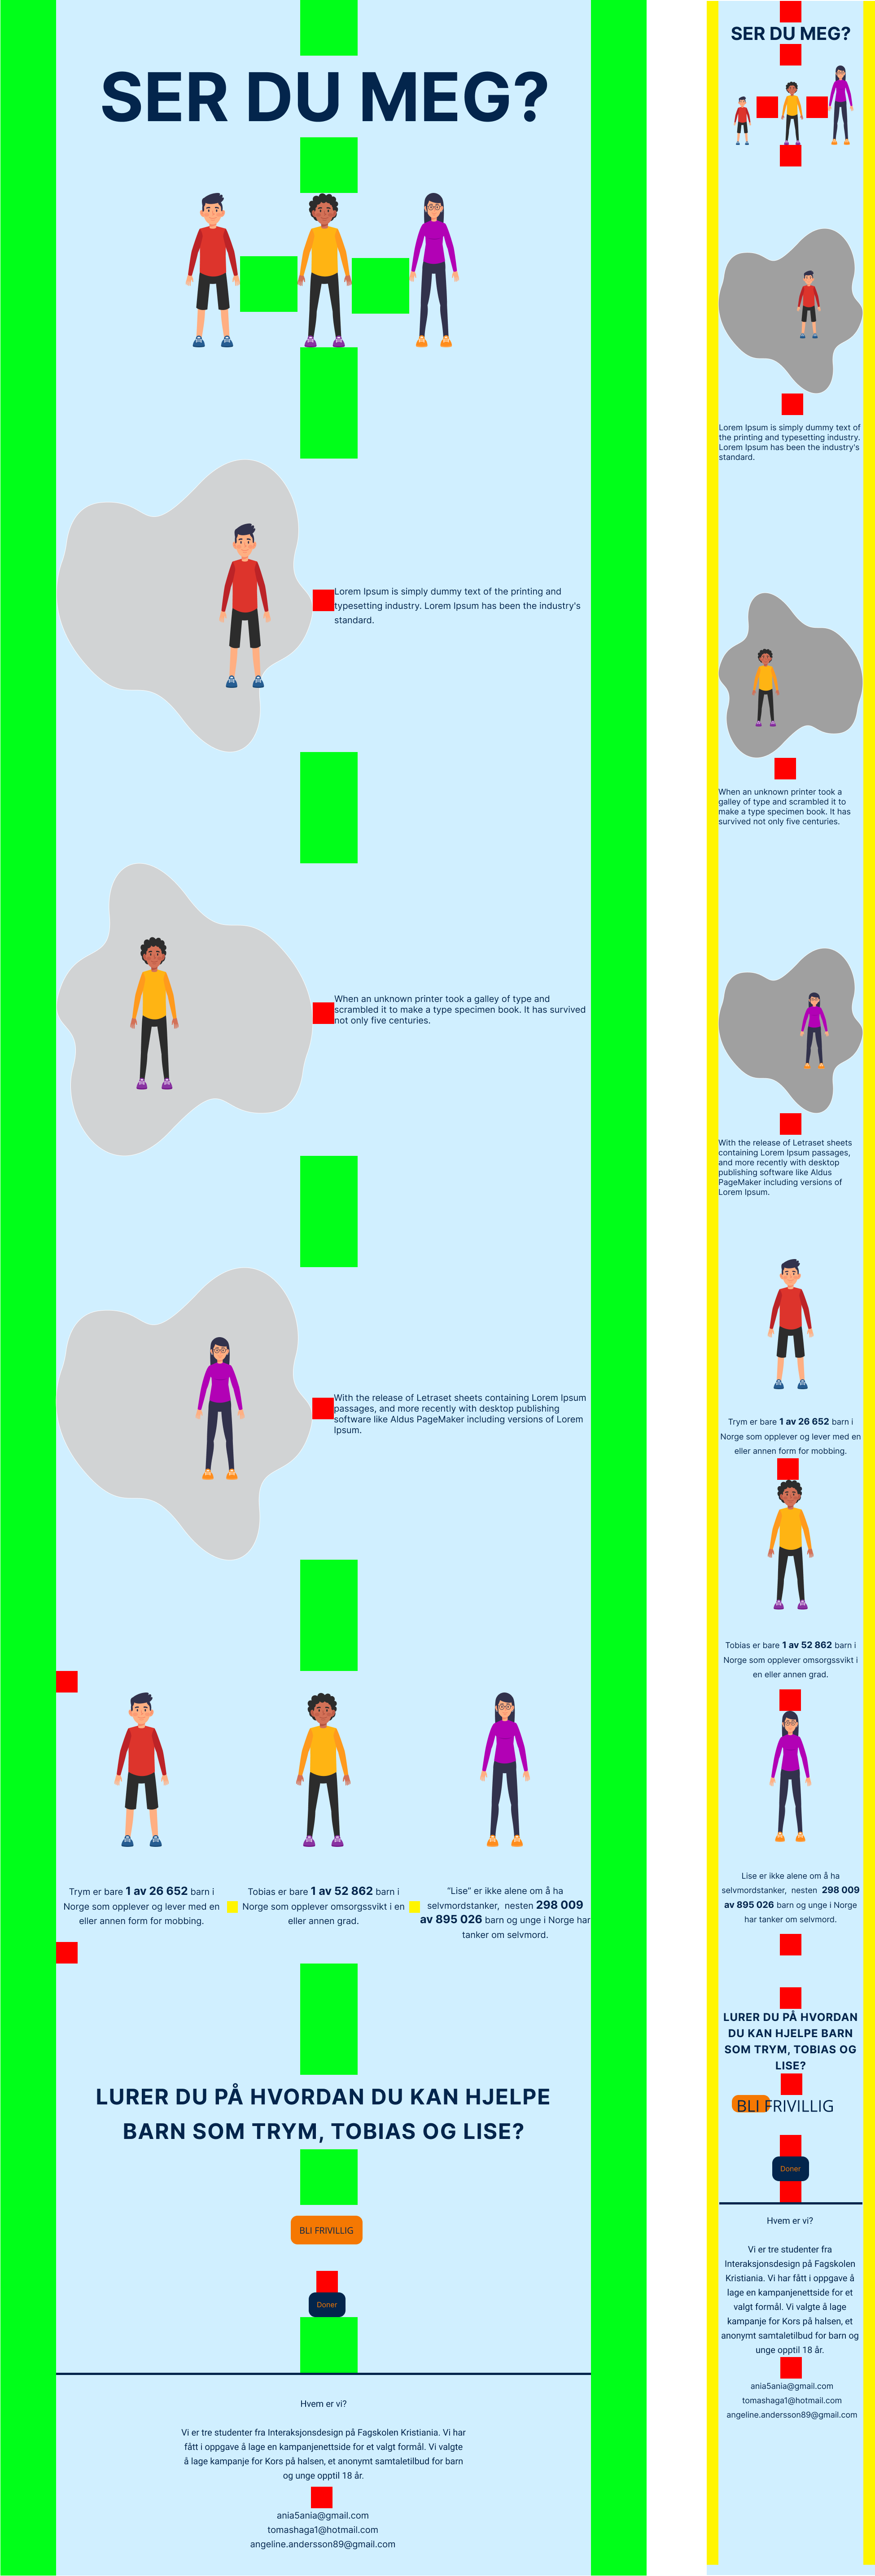 SER DU MEG?
Lorem Ipsum is simply dummy text of the printing and
typesetting industry. Lorem Ipsum has been the industry's
standard.
When an unknown printer took a galley of type and
scrambled it to make a type specimen book. It has survived
not only five centuries.
With the release of Letraset sheets containing Lorem Ipsum
passages, and more recently with desktop publishing
software like Aldus PageMaker including versions of Lorem
Ipsum.
Trym er bare 1 av 26 652 barn i
Norge som opplever og lever med en
eller annen form for mobbing.
Tobias er bare 1 av 52 862 barn i
Norge som opplever omsorgssvikt i en
eller annen grad.
"Lise" er ikke alene om å ha
selvmordstanker, nesten 298 009
av 895 026 barn og unge i Norge har
tanker om selvmord.
LURER DU PÅ HVORDAN DU KAN HJELPE
BARN SOM TRYM, TOBIAS OG LISE?
BLI FRIVILLIG
Doner
Hvem er vi?
Vi er tre studenter fra Interaksjonsdesign på Fagskolen Kristiania. Vi har
fått i oppgave å lage en kampanjenettside for et valgt formål. Vi valgte
å lage kampanje for Kors på halsen, et anonymt samtaletilbud for barn
og unge opptil 18 år.
ania5ania@gmail.com
tomashaga1@hotmail.com
angeline.andersson89@gmail.com
SER DU MEG?
Lorem Ipsum is simply dummy text of
the printing and typesetting industry.
Lorem Ipsum has been the industry's
standard.
When an unknown printer took a
galley of type and scrambled it to
make a type specimen book. It has
survived not only five centuries.
With the release of Letraset sheets
containing Lorem Ipsum passages,
and more recently with desktop
publishing software like Aldus
PageMaker including versions of
Lorem Ipsum.
Trym er bare 1 av 26 652 barn i
Norge som opplever og lever med en
eller annen form for mobbing.
Tobias er bare 1 av 52 862 barn i
Norge som opplever omsorgssvikt i
en eller annen grad.
Lise er ikke alene om å ha
selvmordstanker, nesten 298 009
av 895 026 barn og unge i Norge
har tanker om selvmord.
LURER DU PÅ HVORDAN
DU KAN HJELPE BARN
SOM TRYM, TOBIAS OG
LISE?
BLI FRIVILLIG
Doner
Hvem er vi?
Vi er tre studenter fra
Interaksjonsdesign på Fagskolen
Kristiania. Vi har fått i oppgave å
lage en kampanjenettside for et
valgt formål. Vi valgte å lage
kampanje for Kors på halsen, et
anonymt samtaletilbud for barn og
unge opptil 18 år.
ania5ania@gmail.com
tomashaga1@hotmail.com
angeline.andersson89@gmail.com